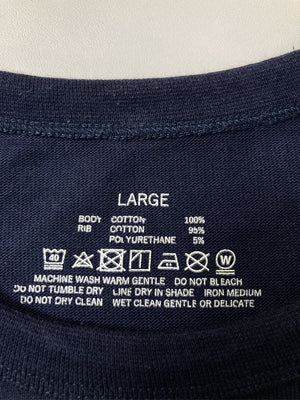 LARGE
BODY COTTON 100%
RIB COTTON 95%
POLYURETHANE 5%
40 W
MACHINE WASH WARM GENTLE DO NOT BLEACH
DO NOT TUMBLE DRY LINE DRY IN SHADE IRON MEDIUM
DO NOT DRY CLEAN WET CLEAN GENTLE OR DELICATE